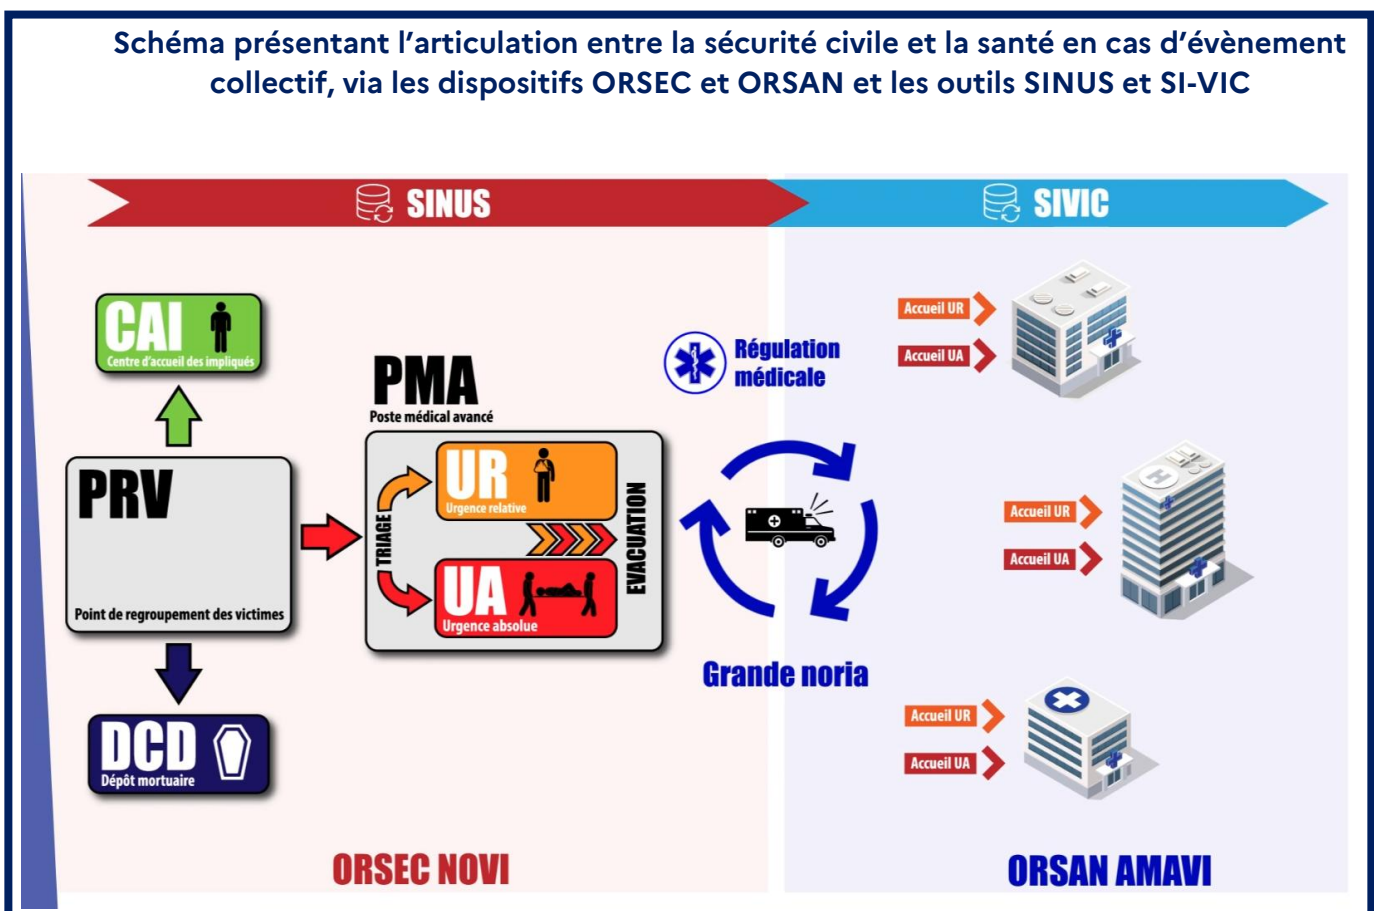 Schéma présentant l’articulation entre la sécurité civile et la santé en cas d’évènement
collectif, via les dispositifs ORSEC et ORSAN et les outils SINUS et SI-VIC
SINUS
SIVIC
CAI
Centre d'accueil des impliqués
PRV
Point de regroupement des victimes
DCD
Dépôt mortuaire
PMA
Poste médical avancé
TRIAGE
UR
Urgence relative
UA
Urgence absolue
EVACUATION
Régulation
médicale
Grande noria
Accueil UR
Accueil UA
H
Accueil UR
Accueil UA
Accueil UR
Accueil UA
ORSEC NOVI
ORSAN AMAVI